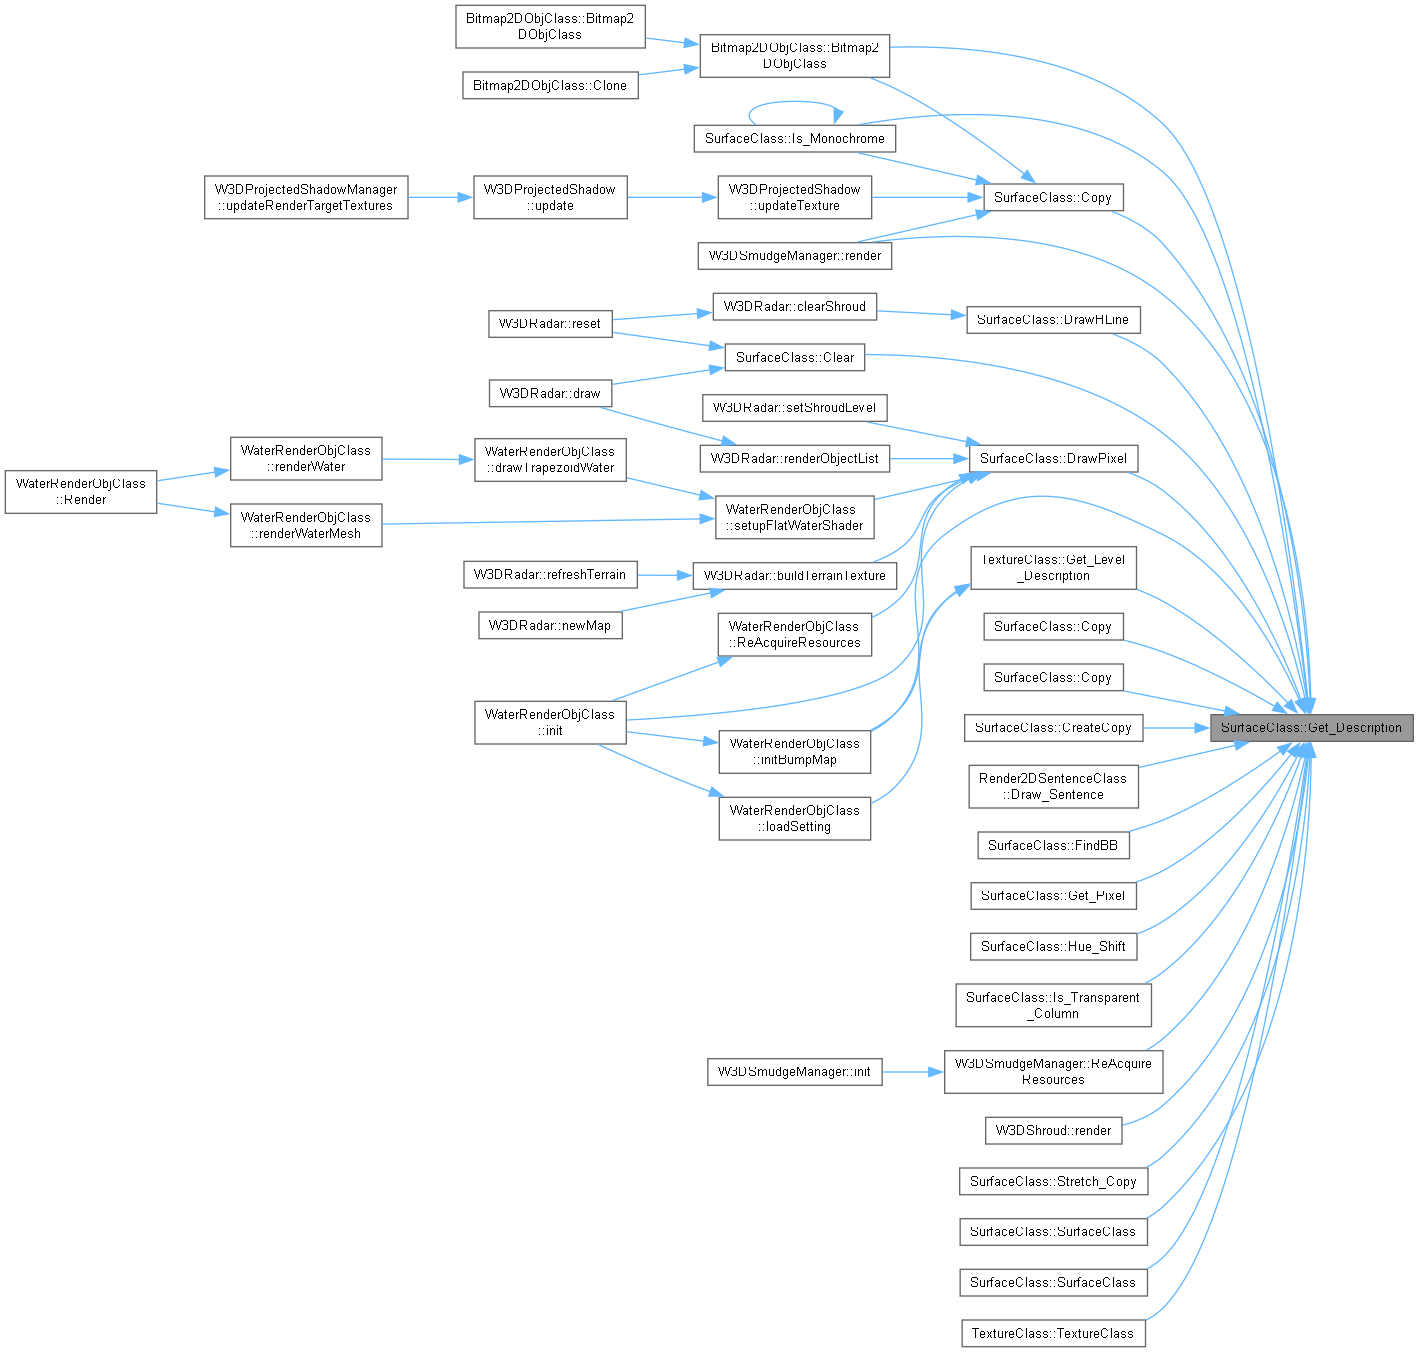 Bitmap2DObjClass::Bitmap2
DObjClass
Bitmap2DObjClass::Clone
Bitmap2DObjClass::Bitmap2
DObjClass
SurfaceClass::Is_Monochrome
W3DProjectedShadowManager
::updateRenderTargetTextures
W3DProjectedShadow
::update
W3DProjectedShadow
::updateTexture
SurfaceClass::Copy
W3DSmudgeManager::render
W3DRadar::clearShroud
SurfaceClass::DrawHLine
W3DRadar::reset
SurfaceClass::Clear
W3DRadar::draw
W3DRadar::setShroudLevel
W3DRadar::renderObjectList
SurfaceClass::DrawPixel
WaterRenderObjClass
::Render
WaterRenderObjClass
::renderWater
WaterRenderObjClass
::drawTrapezoidWater
WaterRenderObjClass
::renderWaterMesh
WaterRenderObjClass
::setupFlatWaterShader
TextureClass::Get_Level
_Description
W3DRadar::refreshTerrain
W3DRadar::buildTerrainTexture
W3DRadar::newMap
WaterRenderObjClass
::ReAcquireResources
SurfaceClass::Copy
SurfaceClass::Copy
WaterRenderObjClass
::init
WaterRenderObjClass
::initBumpMap
WaterRenderObjClass
::loadSetting
SurfaceClass::CreateCopy
SurfaceClass::Get_Description
Render2DSentenceClass
::Draw_Sentence
SurfaceClass::FindBB
SurfaceClass::Get_Pixel
SurfaceClass::Hue_Shift
SurfaceClass::Is_Transparent
_Column
W3DSmudgeManager::init
W3DSmudgeManager::ReAcquire
Resources
W3DShroud::render
SurfaceClass::Stretch_Copy
SurfaceClass::SurfaceClass
SurfaceClass::SurfaceClass
TextureClass::TextureClass